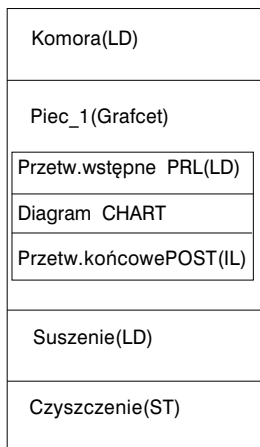 Komora(LD)
Piec_1(Grafcet)
Przetw.wstępne PRL(LD)
Diagram CHART
Przetw.końcowePOST(IL)
Suszenie(LD)
Czyszczenie(ST)